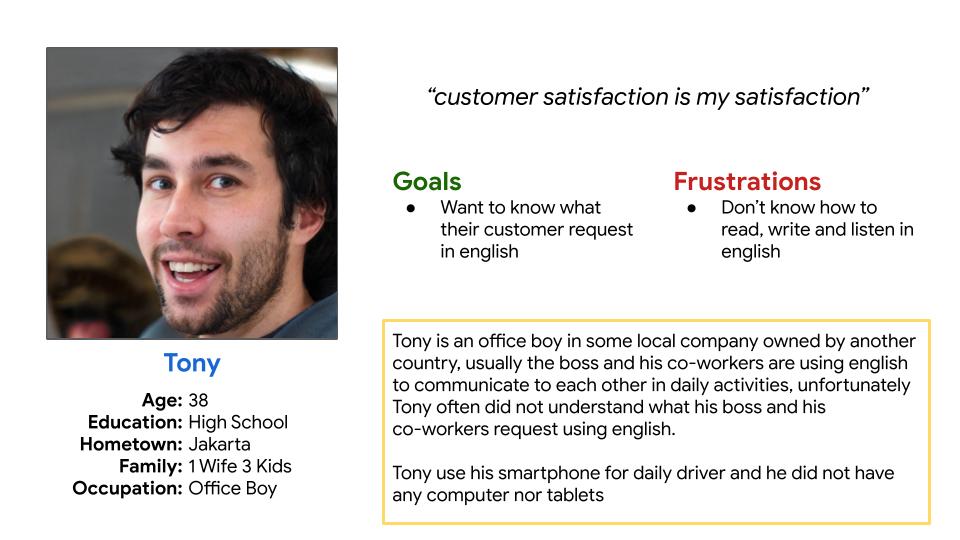 “customer satisfaction is my satisfaction”
Goals
● Want to know what
their customer request
in english
Frustrations
● Don’t know how to
read, write and listen in
english
Tony
Age: 38
Education: High School
Hometown: Jakarta
Family: 1 Wife 3 Kids
Occupation: Office Boy
Tony is an office boy in some local company owned by another
country, usually the boss and his co-workers are using english
to communicate to each other in daily activities, unfortunately
Tony often did not understand what his boss and his
co-workers request using english.
Tony use his smartphone for daily driver and he did not have
any computer nor tablets